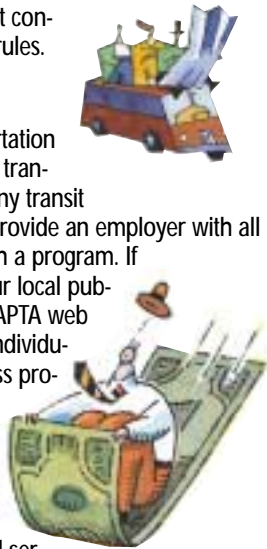 t con-
rules.
rtation
tran-
ny transit
rovide an employer with all
n a program. If
ur local pub-
APTA web
ndividu-
ss pro-
l ser-